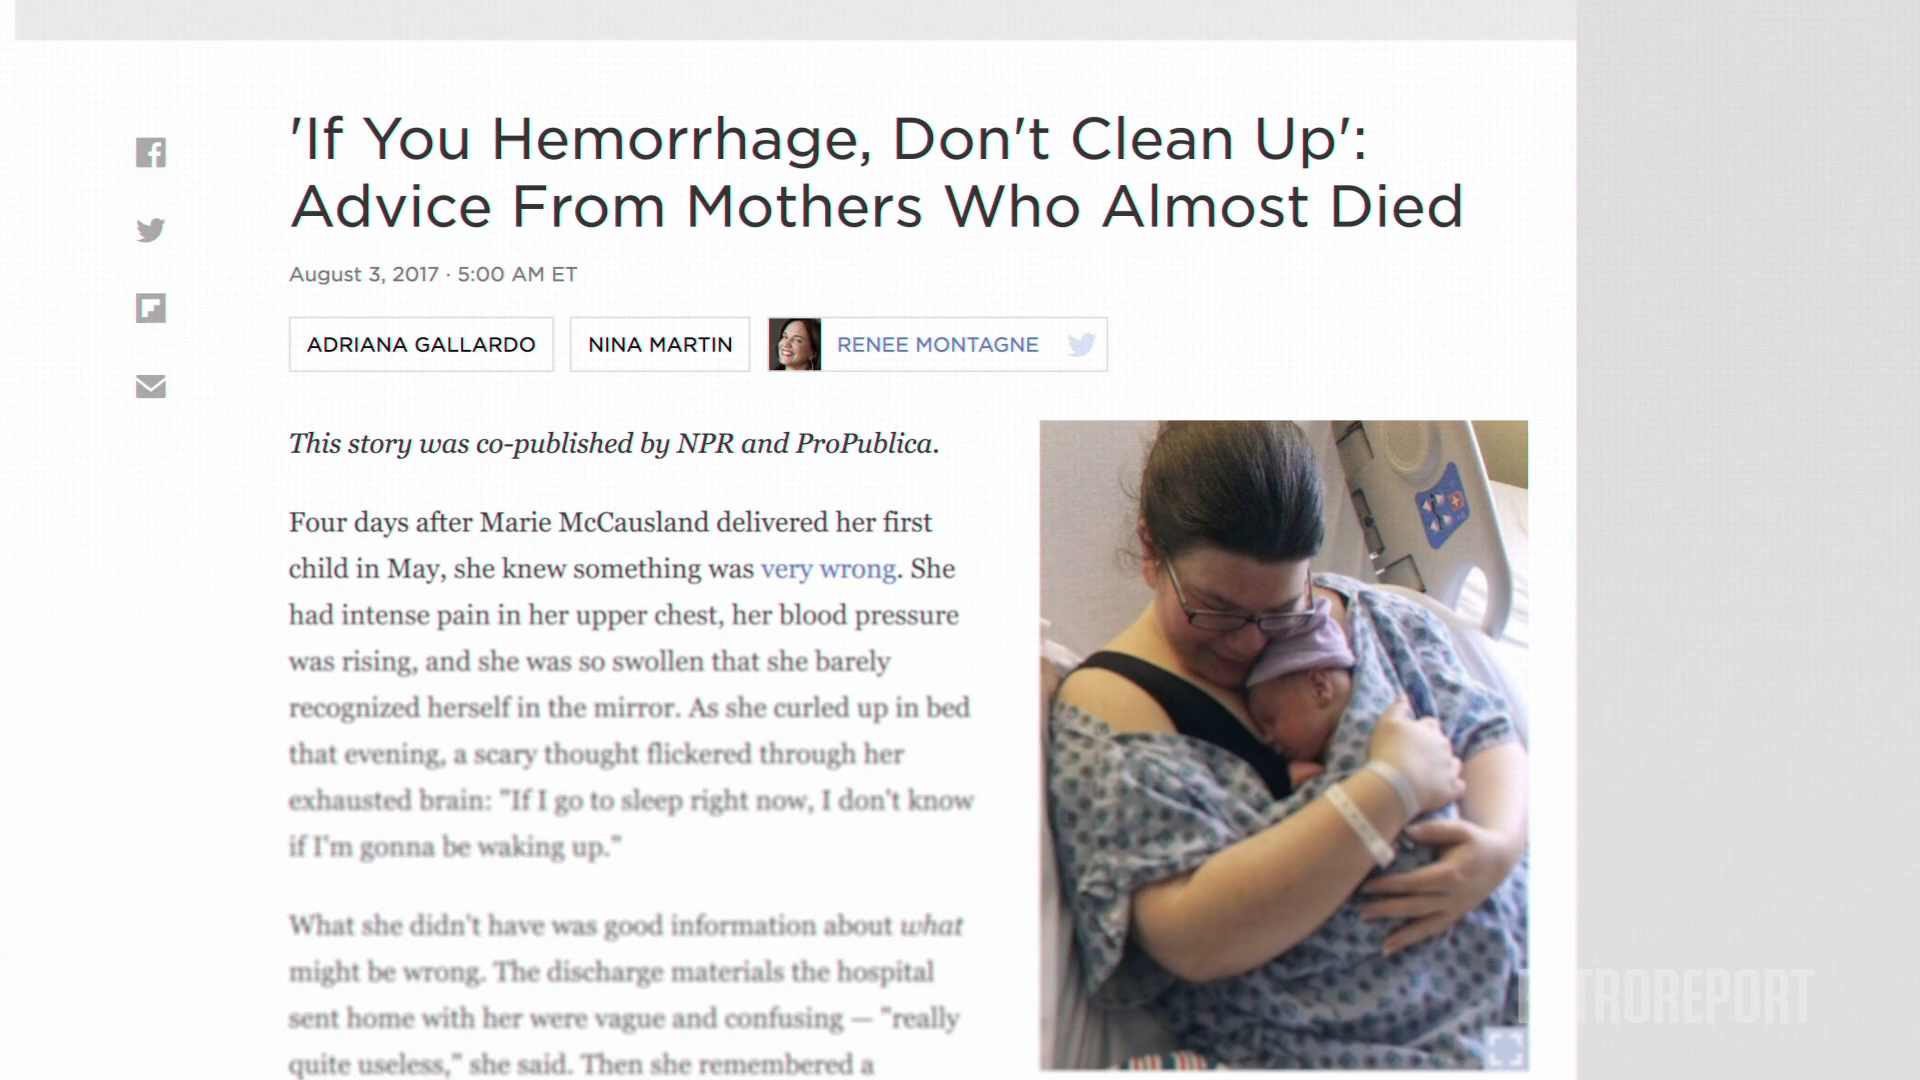 'If You Hemorrhage, Don't Clean Up':
Advice From Mothers Who Almost Died
August 3, 2017 · 5:00 AM ET
ADRIANA GALLARDO
NINA MARTIN
RENEE MONTAGNE
This story was co-published by NPR and ProPublica.
Four days after Marie McCausland delivered her first
child in May, she knew something was very wrong. She
had intense pain in her upper chest, her blood pressure
was rising, and she was so swollen that she barely
recognized herself in the mirror. As she curled up in bed
that evening, a scary thought flickered through her
exhausted brain: "If I go to sleep right now, I don't know
if I'm gonna be waking up."
What she didn't have was good information about what
might be wrong. The discharge materials the hospital
sent home with her were vague and confusing — "really
quite useless," she said. Then she remembered a
RETROREPORT